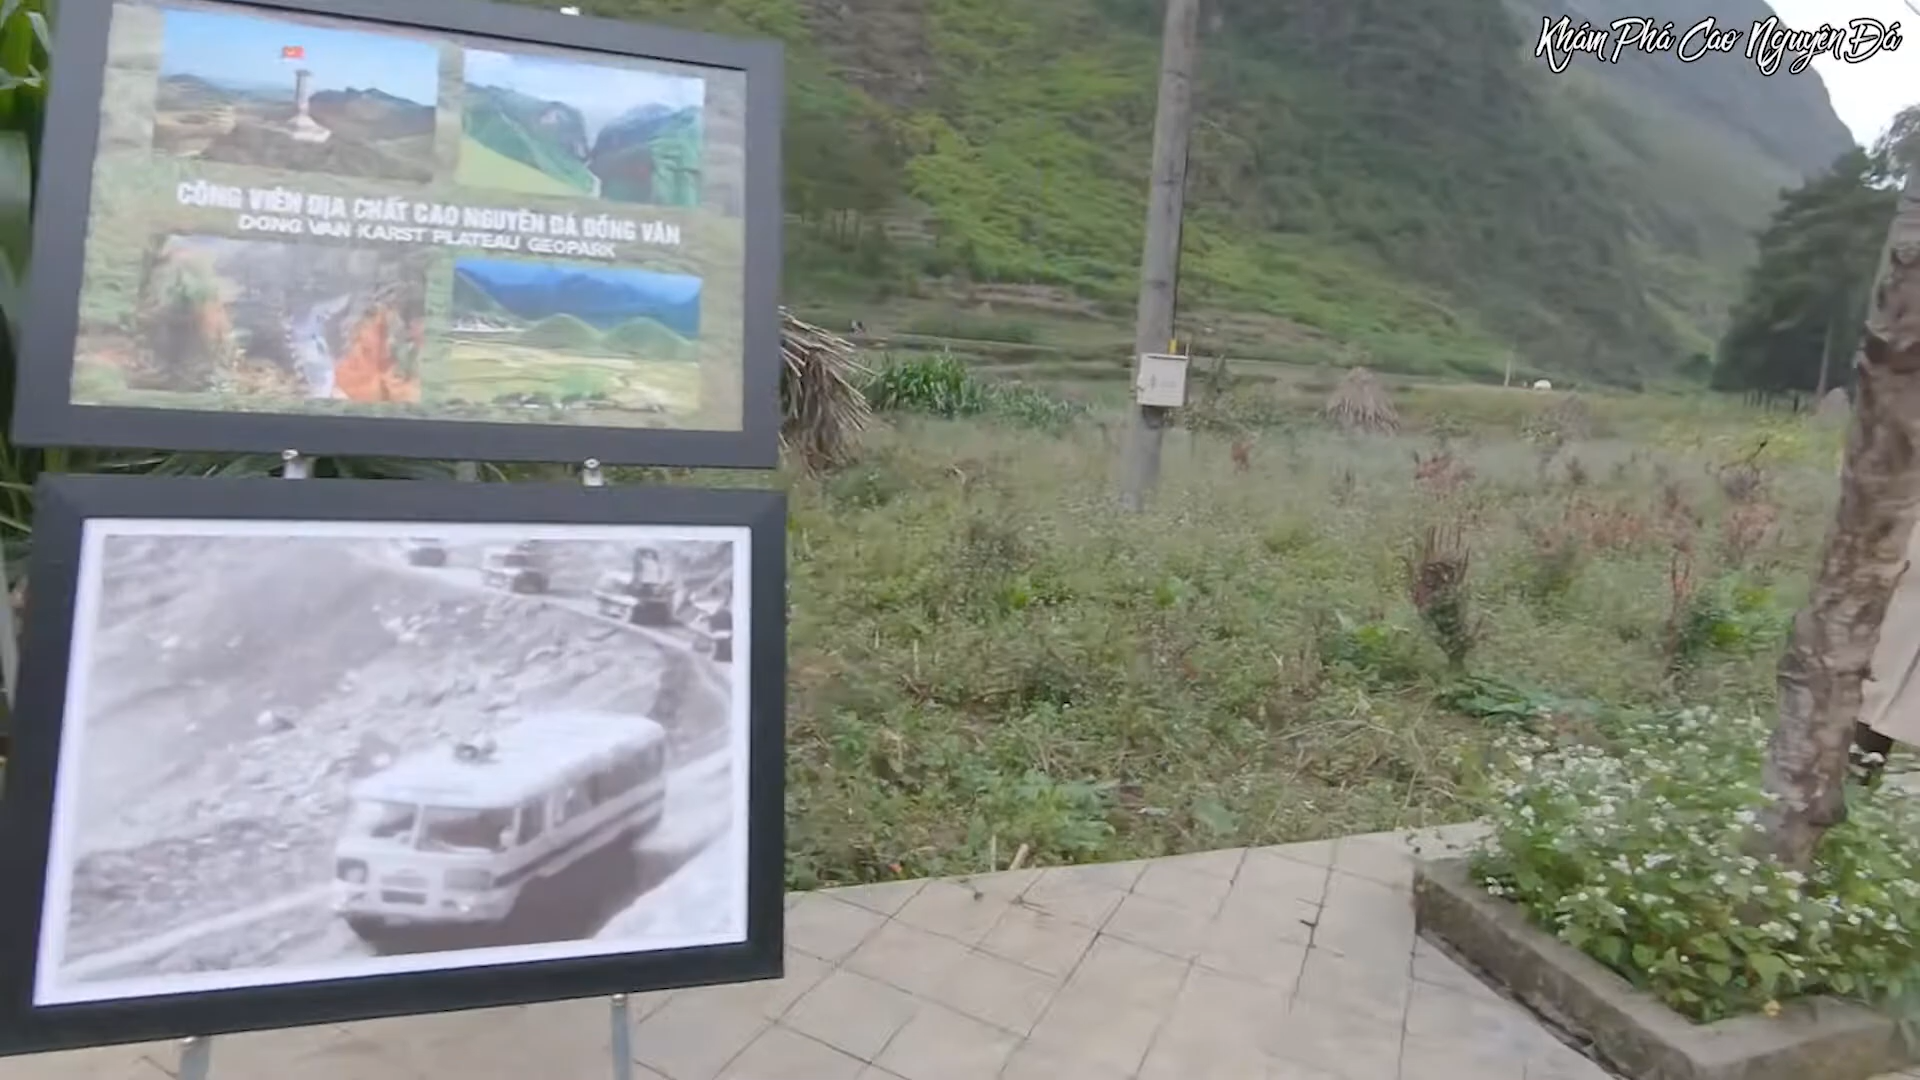 Khám Phá Cao Nguyên Đá
CÔNG VIÊN ĐỊA CHẤT CAO NGUYÊN ĐÁ ĐỒNG VĂN
DONG VAN KARST PLATEAU GEOPARK